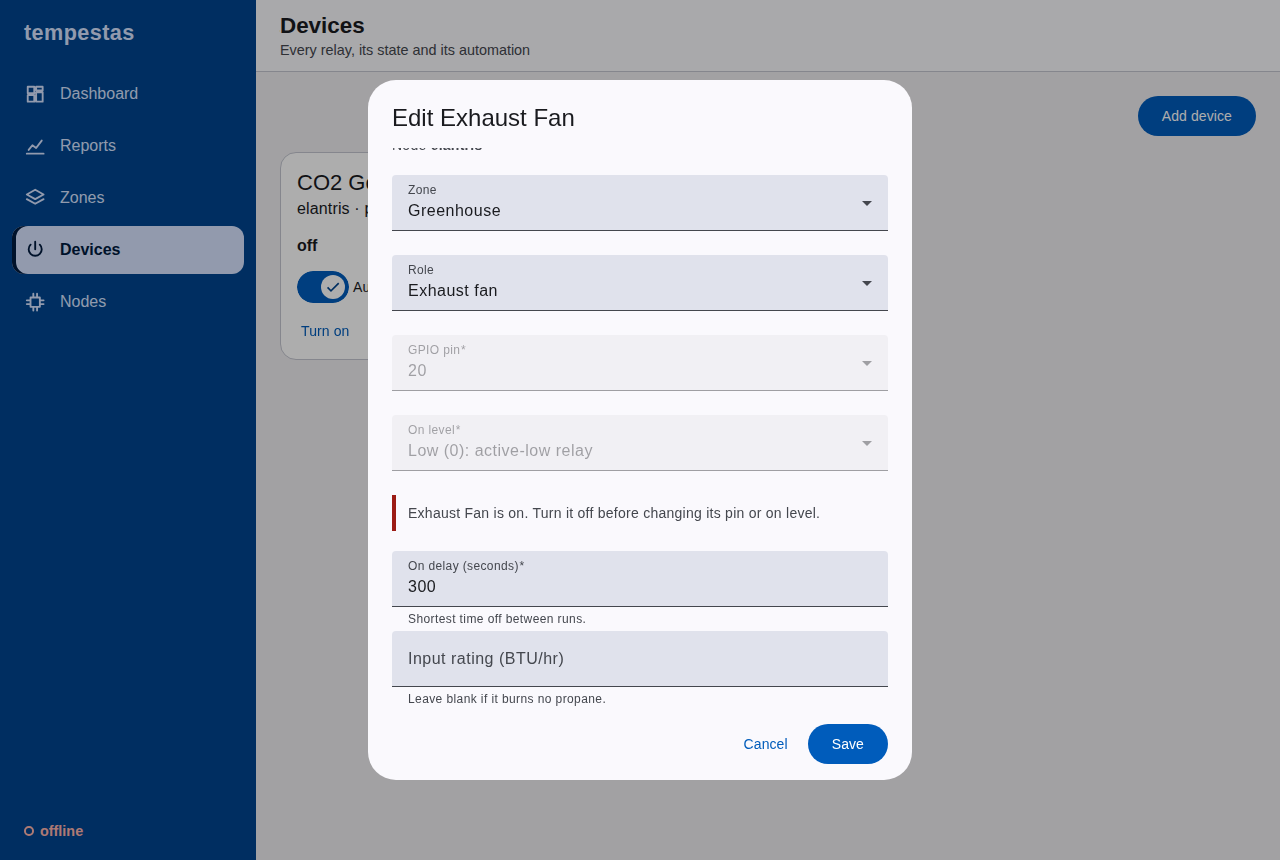 tempestas
Dashboard
Reports
Zones
Devices
Nodes
offline
Devices
Every relay, its state and its automation
Add device
CO2
elantris ·
off
Turn on
Edit Exhaust Fan
Node elantris
Zone
Greenhouse
Role
Exhaust fan
GPIO pin*
20
On level*
Low (0): active-low relay
Exhaust Fan is on. Turn it off before changing its pin or on level.
On delay (seconds)*
300
Shortest time off between runs.
Input rating (BTU/hr)
Leave blank if it burns no propane.
Cancel
Save